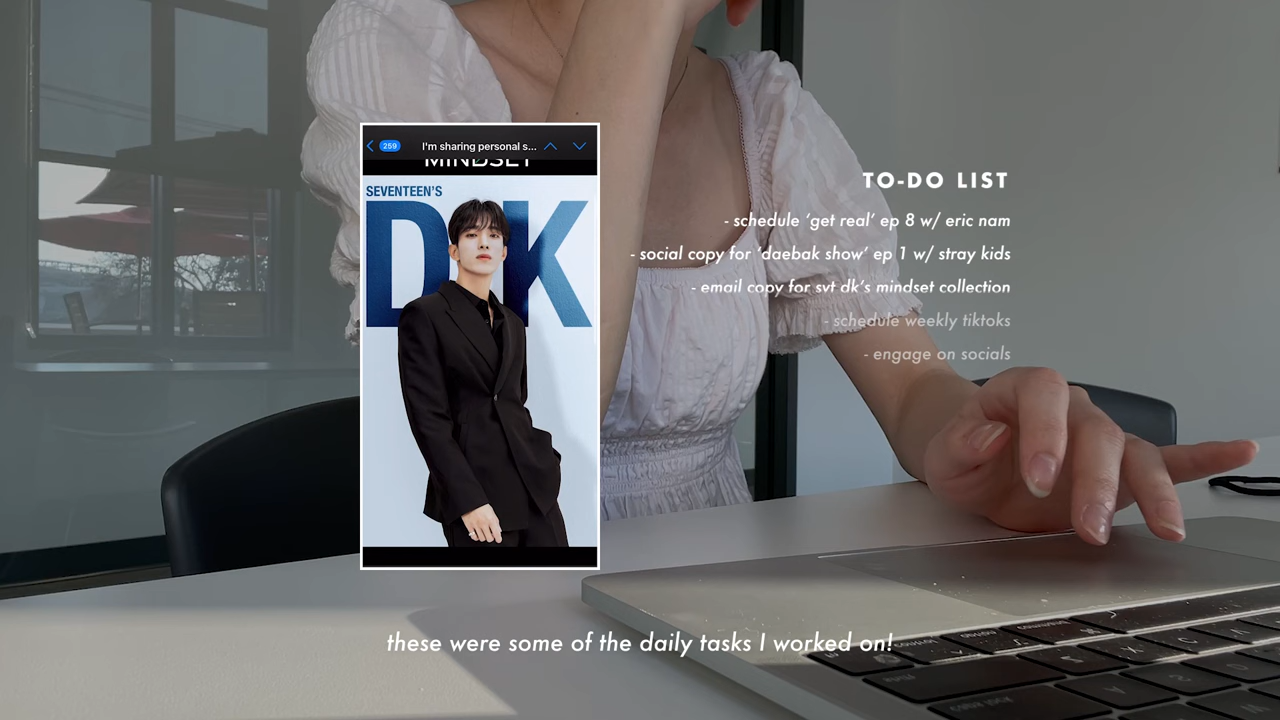 259
I'm sharing personal s...
MINDSET
SEVENTEEN'S
DK
TO-DO LIST
- schedule ‘get real’ ep 8 w/ eric nam
- social copy for ‘daebak show’ ep 1 w/ stray kids
- email copy for svt dk’s mindset collection
- schedule weekly tiktoks
- engage on socials
these were some of the daily tasks I worked on!